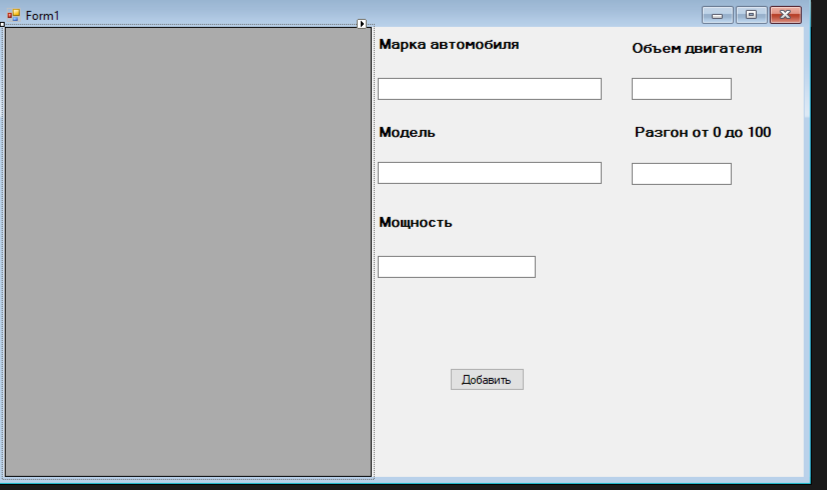 Form1
Марка автомобиля
Объем двигателя
Модель
Разгон от 0 до 100
Мощность
Добавить